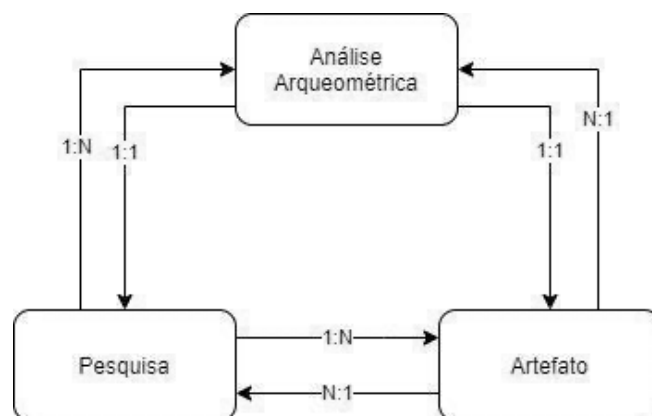 Análise
Arqueométrica
1:N
1:1
1:1
N:1
Pesquisa
1:N
N:1
Artefato